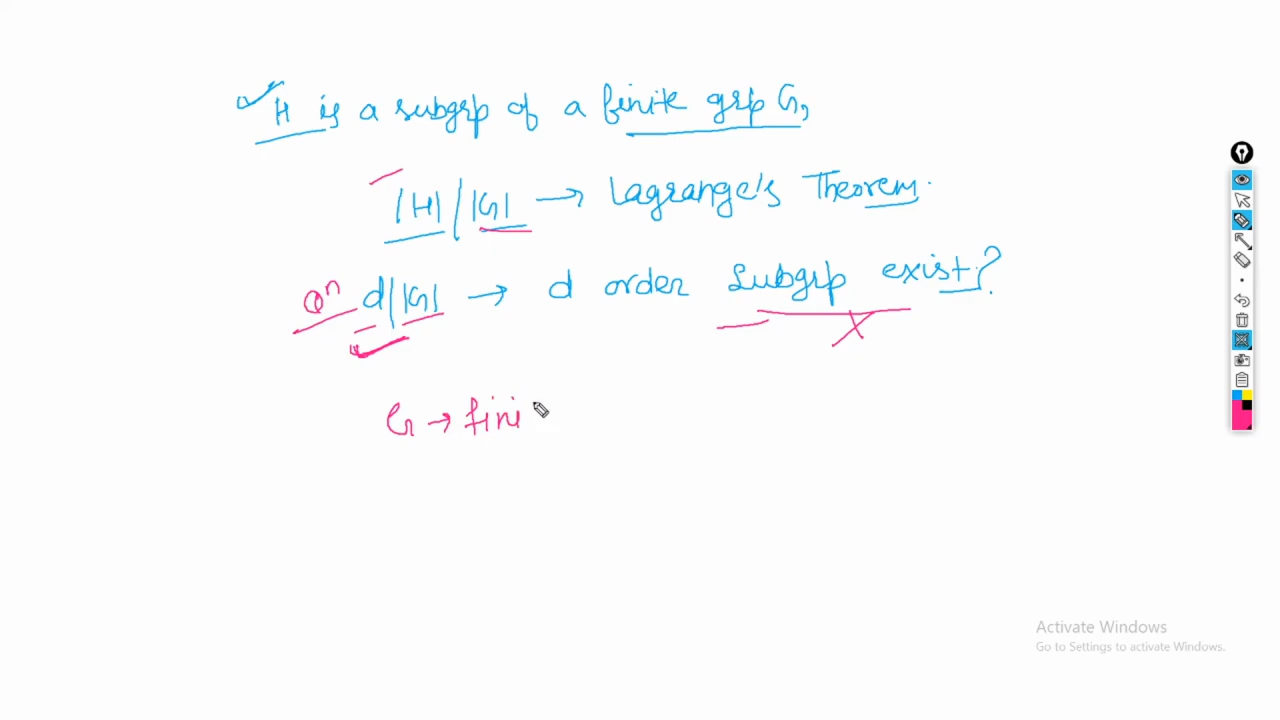 H is a subgrp of a finite grp G,
|H| / |G| → Lagrange's Theorem.
Qn d/|G| → d order Subgrp exist?
G → fini
Activate Windows
Go to Settings to activate Windows.